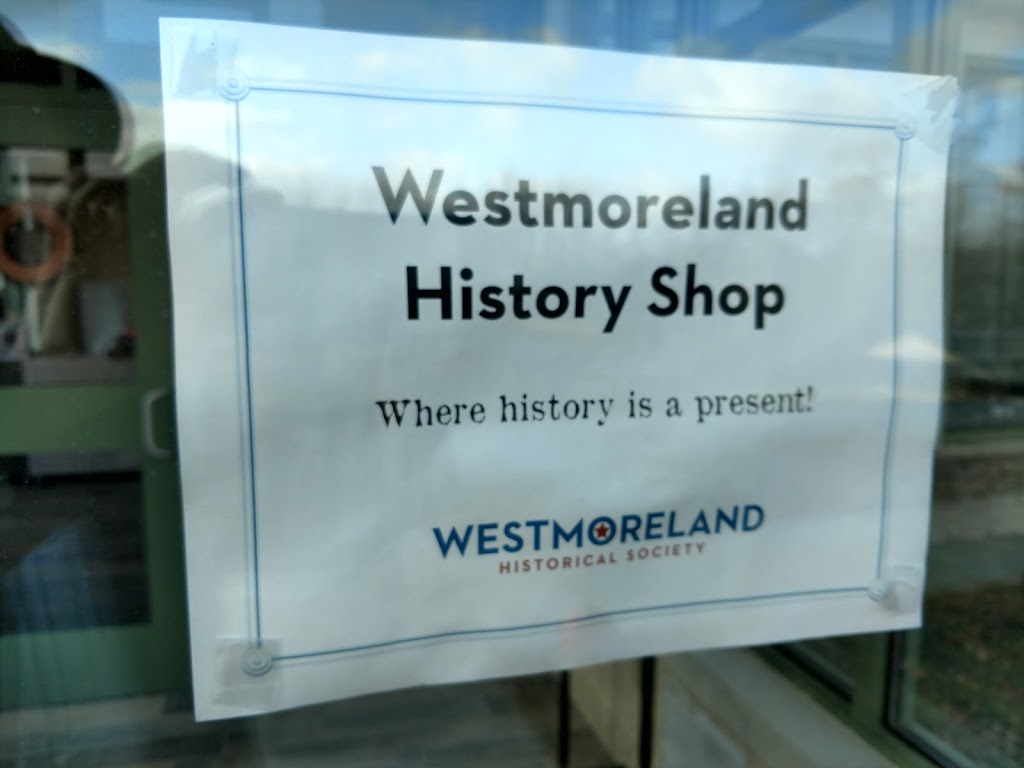 Westmoreland
History Shop
Where history is a present!
WESTMORELAND
HISTORICAL SOCIETY